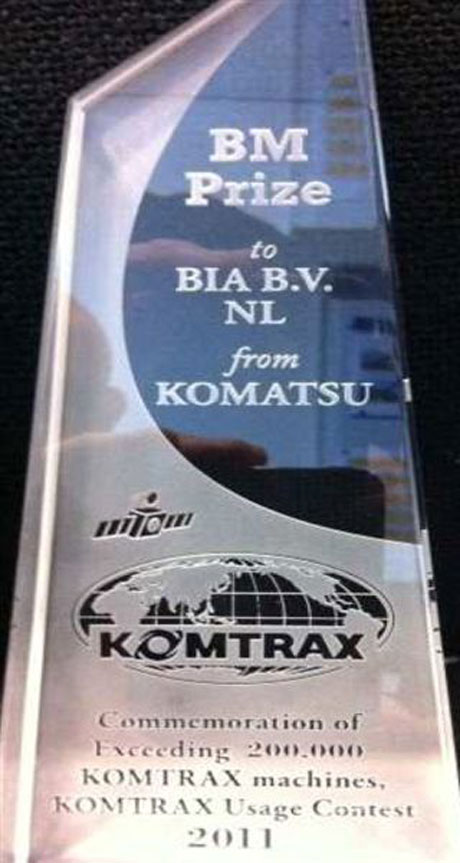 BM
Prize
to
BIA B.V.
NL
from
KOMATSU
KOMTRAX
Commemoration of
Exceeding 200.000
KOMTRAX machines,
KOMTRAX Usage Contest
2011